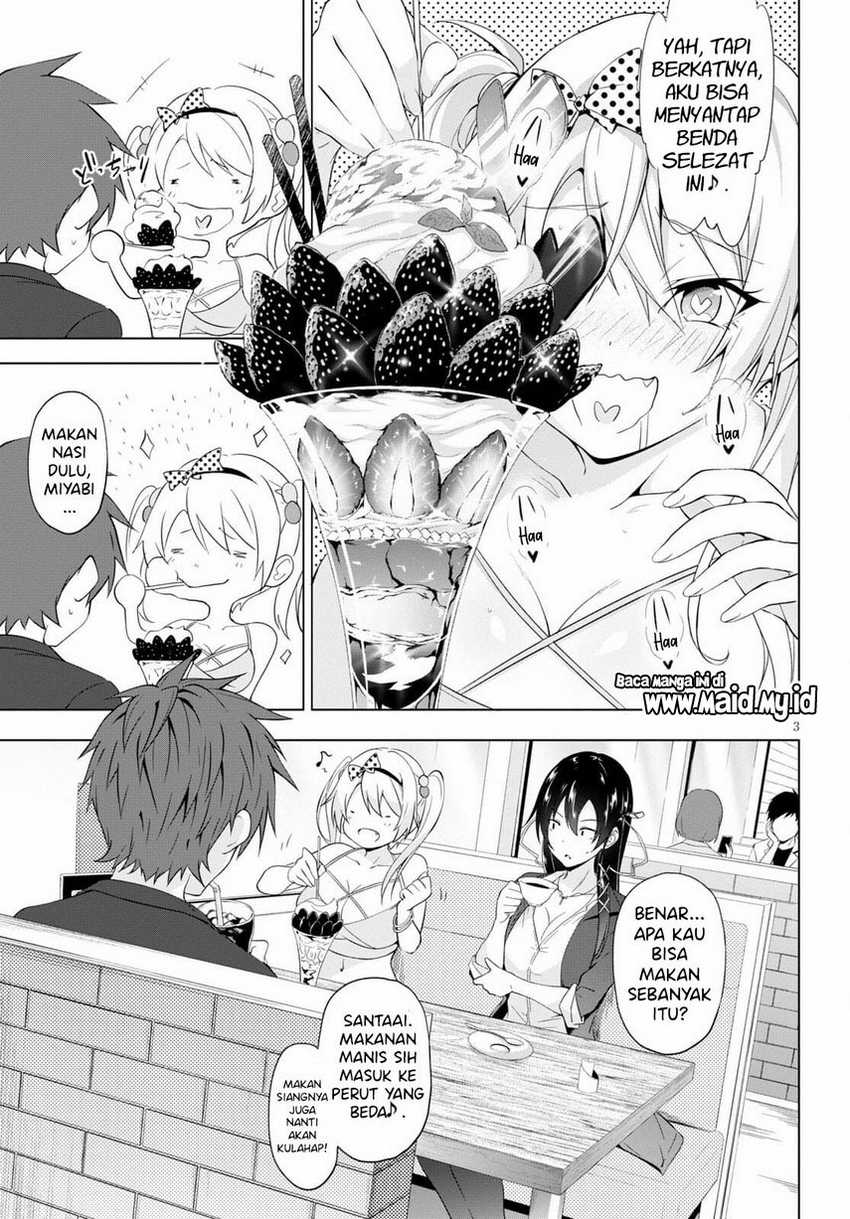 YAH, TAPI
BERKATNYA,
AKU BISA
MENYANTAP
BENDA
SELEZAT
INI♪.
Haa
♥
Haa
♥
Haa
♥
Haa
♥
Haa
♥
MAKAN
NASI
DULU,
MIYABI
...
Baca Manga ini di
www.Maid.my.id
3
BENAR...
APA KAU
BISA
MAKAN
SEBANYAK
ITU?
SANTAAI.
MAKANAN
MANIS SIH
MASUK KE
PERUT YANG
BEDA♪.
MAKAN
SIANGNYA
JUGA
NANTI
AKAN
KULAHAP!